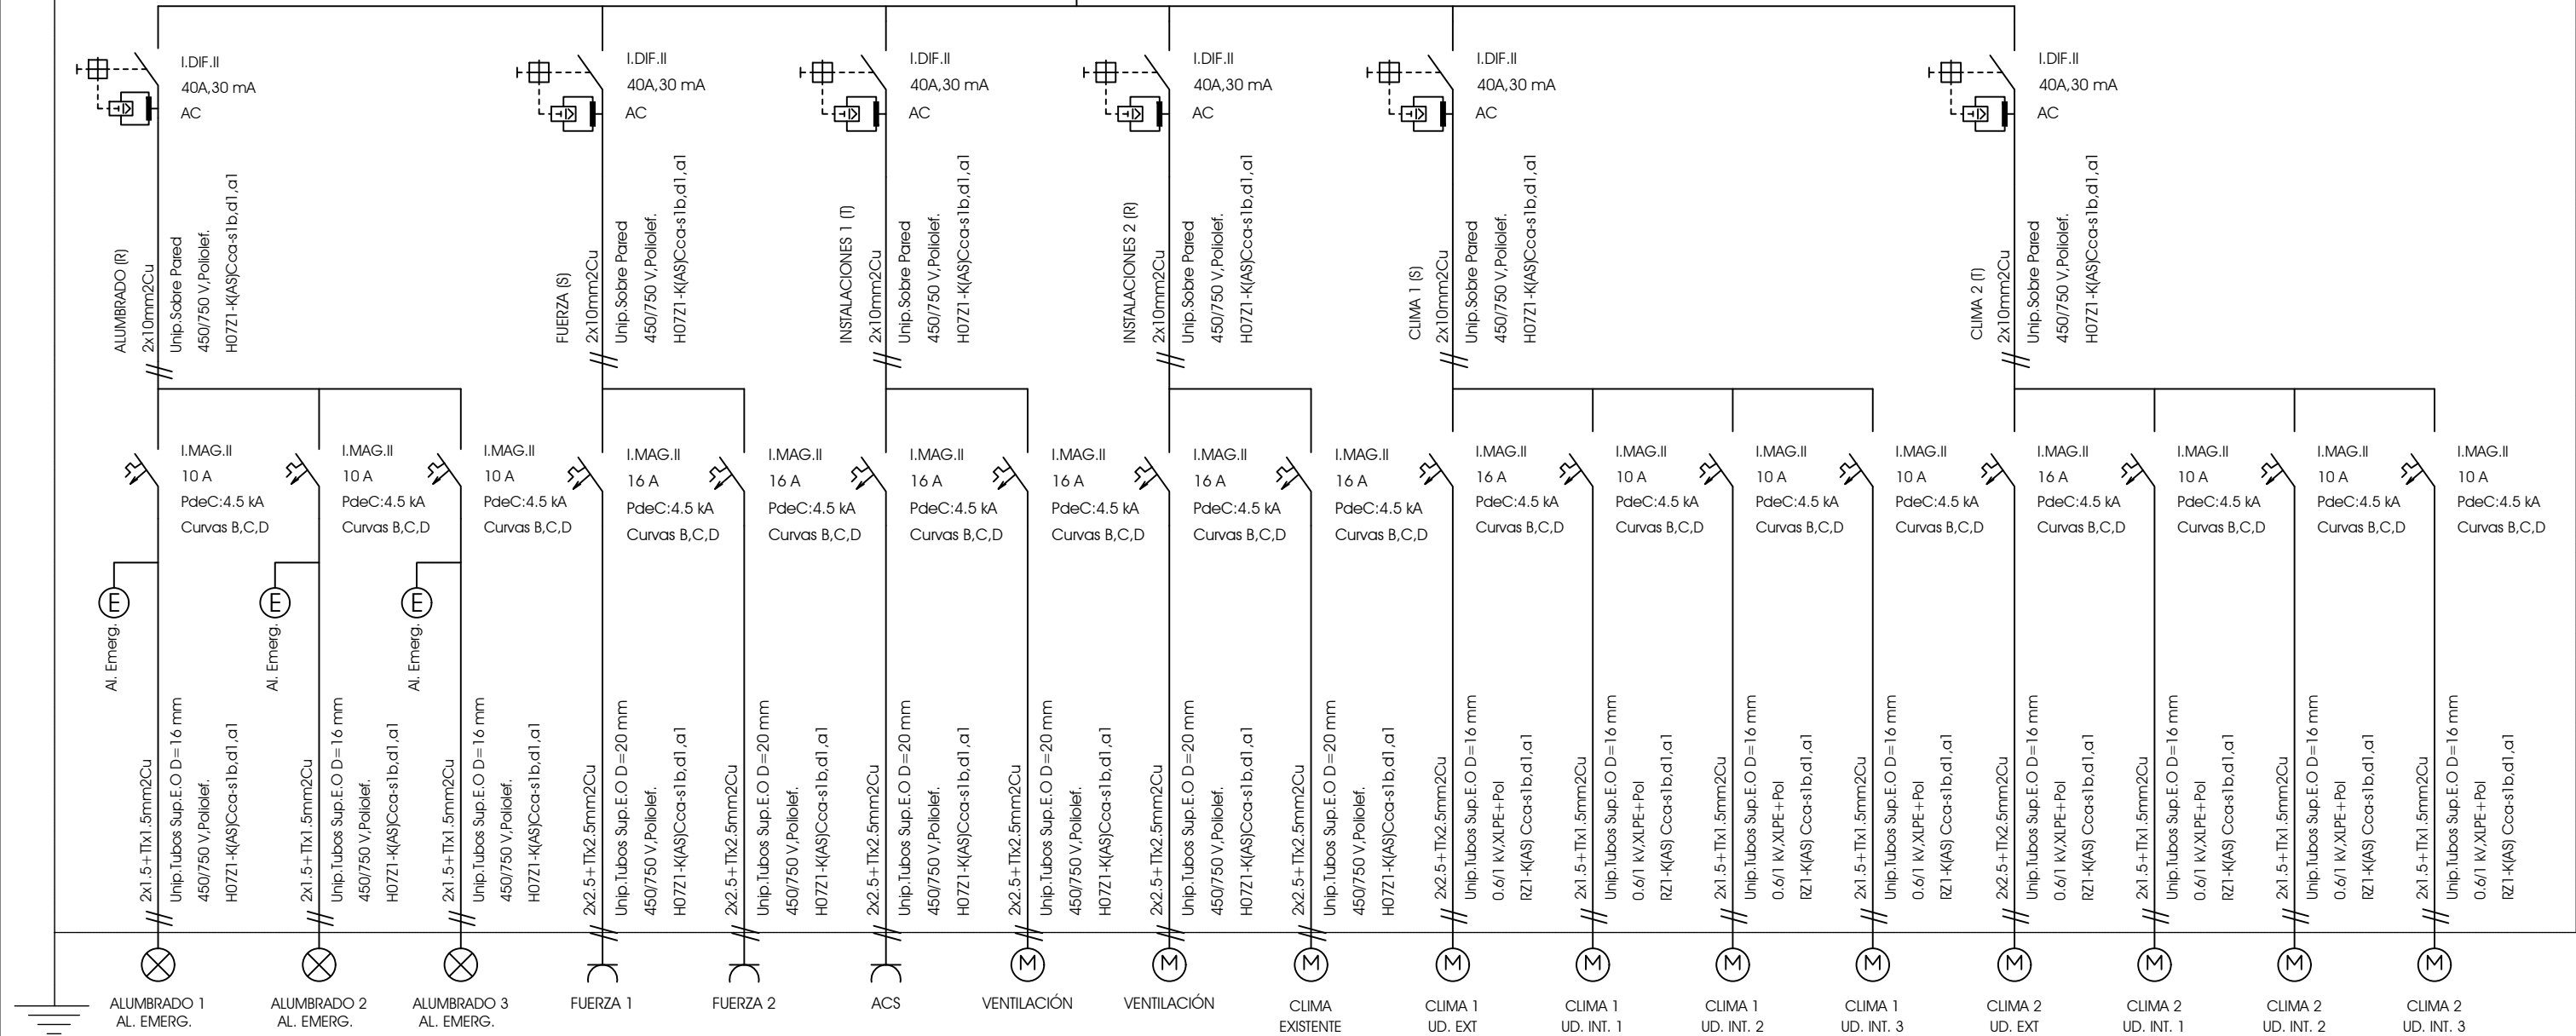 I.DIF.II
40A,30 mA
AC
I.DIF.II
40A,30 mA
AC
I.DIF.II
40A,30 mA
AC
I.DIF.II
40A,30 mA
AC
I.DIF.II
40A,30 mA
AC
I.DIF.II
40A,30 mA
AC
ALUMBRADO (R)
2x10mm2Cu
Unip.Sobre Pared
450/750 V,Poliolef.
H07Z1-K(AS)Cca-s1b,d1,a1
FUERZA (S)
2x10mm2Cu
Unip.Sobre Pared
450/750 V,Poliolef.
H07Z1-K(AS)Cca-s1b,d1,a1
INSTALACIONES 1 (T)
2x10mm2Cu
Unip.Sobre Pared
450/750 V,Poliolef.
H07Z1-K(AS)Cca-s1b,d1,a1
INSTALACIONES 2 (R)
2x10mm2Cu
Unip.Sobre Pared
450/750 V,Poliolef.
H07Z1-K(AS)Cca-s1b,d1,a1
CLIMA 1 (S)
2x10mm2Cu
Unip.Sobre Pared
450/750 V,Poliolef.
H07Z1-K(AS)Cca-s1b,d1,a1
CLIMA 2 (T)
2x10mm2Cu
Unip.Sobre Pared
450/750 V,Poliolef.
H07Z1-K(AS)Cca-s1b,d1,a1
I.MAG.II
10 A
PdeC:4.5 kA
Curvas B,C,D
I.MAG.II
10 A
PdeC:4.5 kA
Curvas B,C,D
I.MAG.II
10 A
PdeC:4.5 kA
Curvas B,C,D
I.MAG.II
16 A
PdeC:4.5 kA
Curvas B,C,D
I.MAG.II
16 A
PdeC:4.5 kA
Curvas B,C,D
I.MAG.II
16 A
PdeC:4.5 kA
Curvas B,C,D
I.MAG.II
16 A
PdeC:4.5 kA
Curvas B,C,D
I.MAG.II
16 A
PdeC:4.5 kA
Curvas B,C,D
I.MAG.II
16 A
PdeC:4.5 kA
Curvas B,C,D
I.MAG.II
16 A
PdeC:4.5 kA
Curvas B,C,D
I.MAG.II
10 A
PdeC:4.5 kA
Curvas B,C,D
I.MAG.II
10 A
PdeC:4.5 kA
Curvas B,C,D
I.MAG.II
10 A
PdeC:4.5 kA
Curvas B,C,D
I.MAG.II
16 A
PdeC:4.5 kA
Curvas B,C,D
I.MAG.II
10 A
PdeC:4.5 kA
Curvas B,C,D
I.MAG.II
10 A
PdeC:4.5 kA
Curvas B,C,D
I.MAG.II
10 A
PdeC:4.5 kA
Curvas B,C,D
E
Al. Emerg.
E
Al. Emerg.
E
Al. Emerg.
2x1.5+TTx1.5mm2Cu
Unip.Tubos Sup.E.O D=16 mm
450/750 V,Poliolef.
H07Z1-K(AS)Cca-s1b,d1,a1
2x1.5+TTx1.5mm2Cu
Unip.Tubos Sup.E.O D=16 mm
450/750 V,Poliolef.
H07Z1-K(AS)Cca-s1b,d1,a1
2x1.5+TTx1.5mm2Cu
Unip.Tubos Sup.E.O D=16 mm
450/750 V,Poliolef.
H07Z1-K(AS)Cca-s1b,d1,a1
2x2.5+TTx2.5mm2Cu
Unip.Tubos Sup.E.O D=20 mm
450/750 V,Poliolef.
H07Z1-K(AS)Cca-s1b,d1,a1
2x2.5+TTx2.5mm2Cu
Unip.Tubos Sup.E.O D=20 mm
450/750 V,Poliolef.
H07Z1-K(AS)Cca-s1b,d1,a1
2x2.5+TTx2.5mm2Cu
Unip.Tubos Sup.E.O D=20 mm
450/750 V,Poliolef.
H07Z1-K(AS)Cca-s1b,d1,a1
2x2.5+TTx2.5mm2Cu
Unip.Tubos Sup.E.O D=20 mm
450/750 V,Poliolef.
H07Z1-K(AS)Cca-s1b,d1,a1
2x2.5+TTx2.5mm2Cu
Unip.Tubos Sup.E.O D=20 mm
450/750 V,Poliolef.
H07Z1-K(AS)Cca-s1b,d1,a1
2x2.5+TTx2.5mm2Cu
Unip.Tubos Sup.E.O D=20 mm
450/750 V,Poliolef.
H07Z1-K(AS)Cca-s1b,d1,a1
2x2.5+TTx2.5mm2Cu
Unip.Tubos Sup.E.O D=16 mm
0.6/1 kV,XLPE+Pol
RZ1-K(AS) Cca-s1b,d1,a1
2x1.5+TTx1.5mm2Cu
Unip.Tubos Sup.E.O D=16 mm
0.6/1 kV,XLPE+Pol
RZ1-K(AS) Cca-s1b,d1,a1
2x1.5+TTx1.5mm2Cu
Unip.Tubos Sup.E.O D=16 mm
0.6/1 kV,XLPE+Pol
RZ1-K(AS) Cca-s1b,d1,a1
2x1.5+TTx1.5mm2Cu
Unip.Tubos Sup.E.O D=16 mm
0.6/1 kV,XLPE+Pol
RZ1-K(AS) Cca-s1b,d1,a1
2x2.5+TTx2.5mm2Cu
Unip.Tubos Sup.E.O D=16 mm
0.6/1 kV,XLPE+Pol
RZ1-K(AS) Cca-s1b,d1,a1
2x1.5+TTx1.5mm2Cu
Unip.Tubos Sup.E.O D=16 mm
0.6/1 kV,XLPE+Pol
RZ1-K(AS) Cca-s1b,d1,a1
2x1.5+TTx1.5mm2Cu
Unip.Tubos Sup.E.O D=16 mm
0.6/1 kV,XLPE+Pol
RZ1-K(AS) Cca-s1b,d1,a1
2x1.5+TTx1.5mm2Cu
Unip.Tubos Sup.E.O D=16 mm
0.6/1 kV,XLPE+Pol
RZ1-K(AS) Cca-s1b,d1,a1
M
M
M
M
M
M
M
M
M
M
M
ALUMBRADO 1
AL. EMERG.
ALUMBRADO 2
AL. EMERG.
ALUMBRADO 3
AL. EMERG.
FUERZA 1
FUERZA 2
ACS
VENTILACIÓN
VENTILACIÓN
CLIMA
EXISTENTE
CLIMA 1
UD. EXT
CLIMA 1
UD. INT. 1
CLIMA 1
UD. INT. 2
CLIMA 1
UD. INT. 3
CLIMA 2
UD. EXT
CLIMA 2
UD. INT. 1
CLIMA 2
UD. INT. 2
CLIMA 2
UD. INT. 3